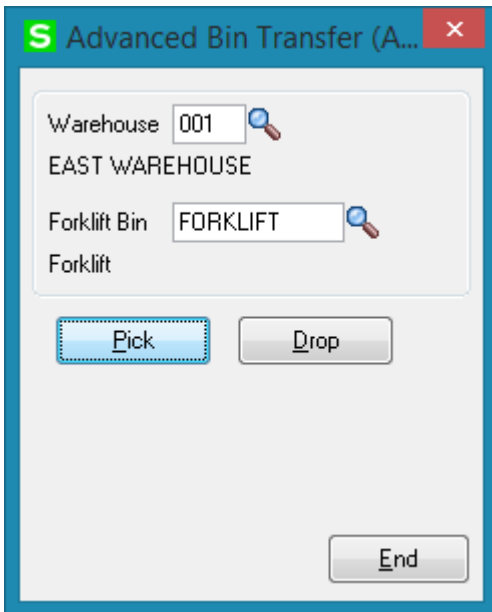 S Advanced Bin Transfer (A...
Warehouse 001
EAST WAREHOUSE
Forklift Bin FORKLIFT
Forklift
Pick Drop
End